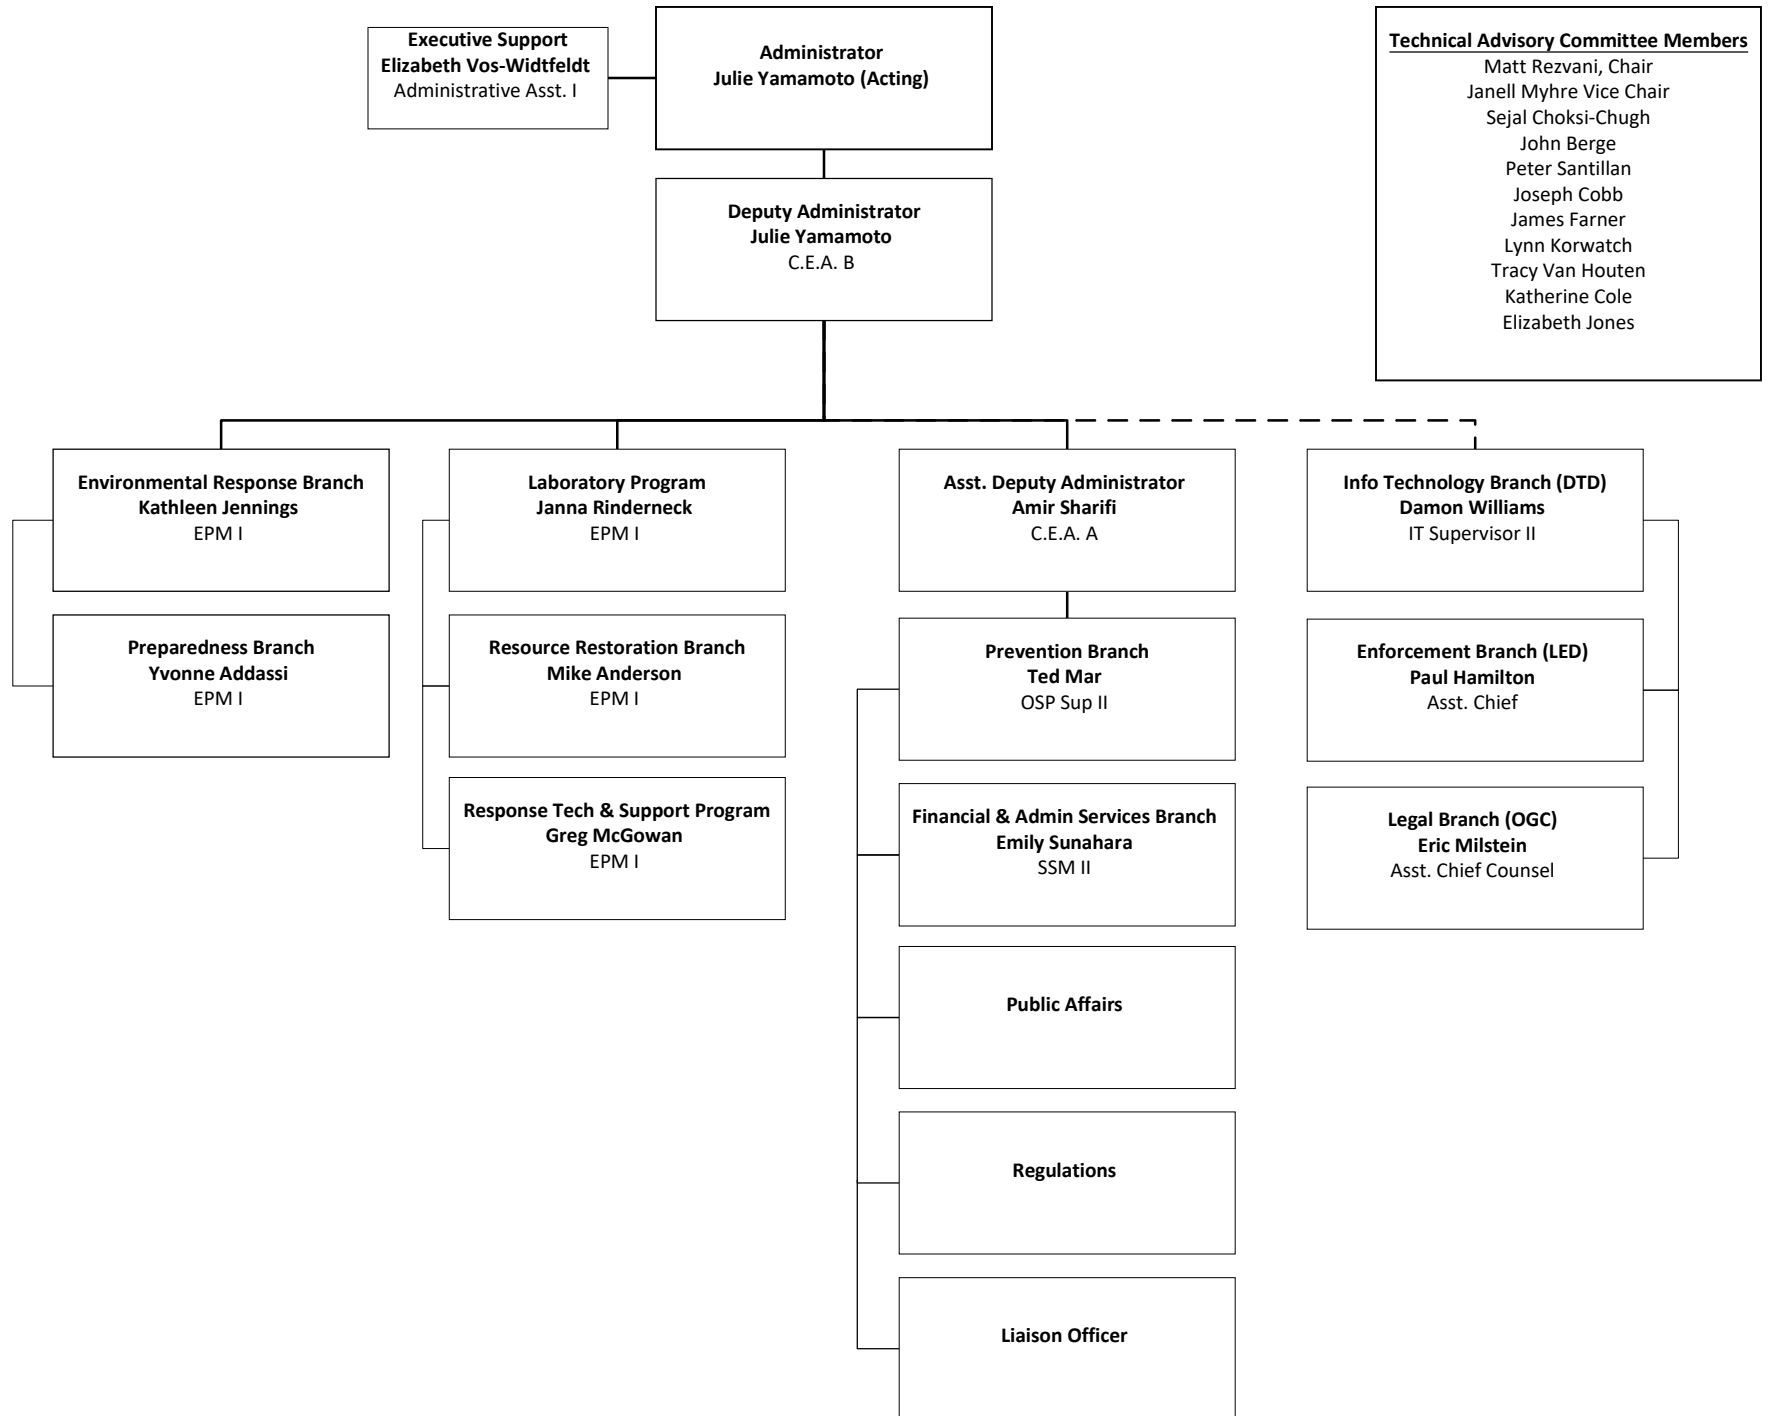 Executive Support
Elizabeth Vos-Widtfeldt
Administrative Asst. I
Administrator
Julie Yamamoto (Acting)
Technical Advisory Committee Members
Matt Rezvani, Chair
Janell Myhre Vice Chair
Sejal Choksi-Chugh
John Berge
Peter Santillan
Joseph Cobb
James Farner
Lynn Korwatch
Tracy Van Houten
Katherine Cole
Elizabeth Jones
Deputy Administrator
Julie Yamamoto
C.E.A. B
Environmental Response Branch
Kathleen Jennings
EPM I
Laboratory Program
Janna Rinderneck
EPM I
Asst. Deputy Administrator
Amir Sharifi
C.E.A. A
Info Technology Branch (DTD)
Damon Williams
IT Supervisor II
Preparedness Branch
Yvonne Addassi
EPM I
Resource Restoration Branch
Mike Anderson
EPM I
Prevention Branch
Ted Mar
OSP Sup II
Enforcement Branch (LED)
Paul Hamilton
Asst. Chief
Response Tech & Support Program
Greg McGowan
EPM I
Financial & Admin Services Branch
Emily Sunahara
SSM II
Legal Branch (OGC)
Eric Milstein
Asst. Chief Counsel
Public Affairs
Regulations
Liaison Officer